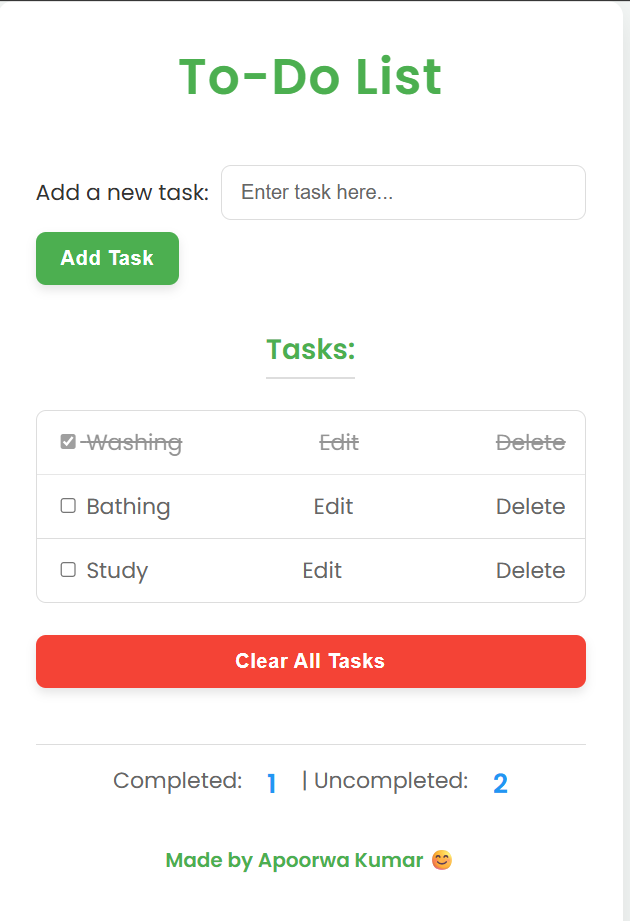 To-Do List
Add a new task: Enter task here...
Add Task
Tasks:
Washing Edit Delete
Bathing Edit Delete
Study Edit Delete
Clear All Tasks
Completed: 1 | Uncompleted: 2
Made by Apoorwa Kumar 😊